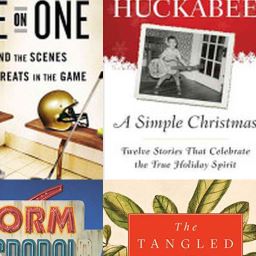 E ON ONE
ND THE SCENES
REATS IN THE GAME
HUCKABEE
A Simple Christmas
Twelve Stories That Celebrate
the True Holiday Spirit
ORM
The
TANGLED